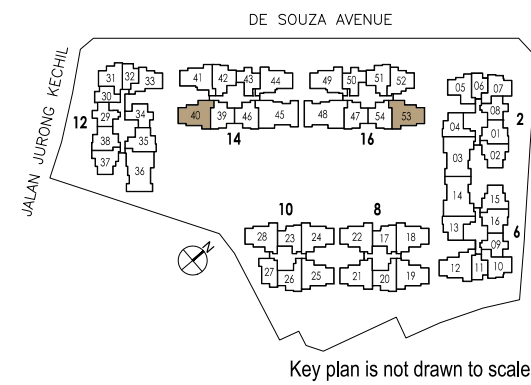 DE SOUZA AVENUE
JALAN JURONG KECHIL
31 32 33 41 42 43 44 49 50 51 52
05 06 07
30 08
29 34 40 39 46 45 48 47 54 53 04 01
12 14 16 2
38 35 03 02
37 36
14 15
10 8
28 23 24 22 17 18 13 16
6
09
27 26 25 21 20 19 12 11 10
N
Key plan is not drawn to scale